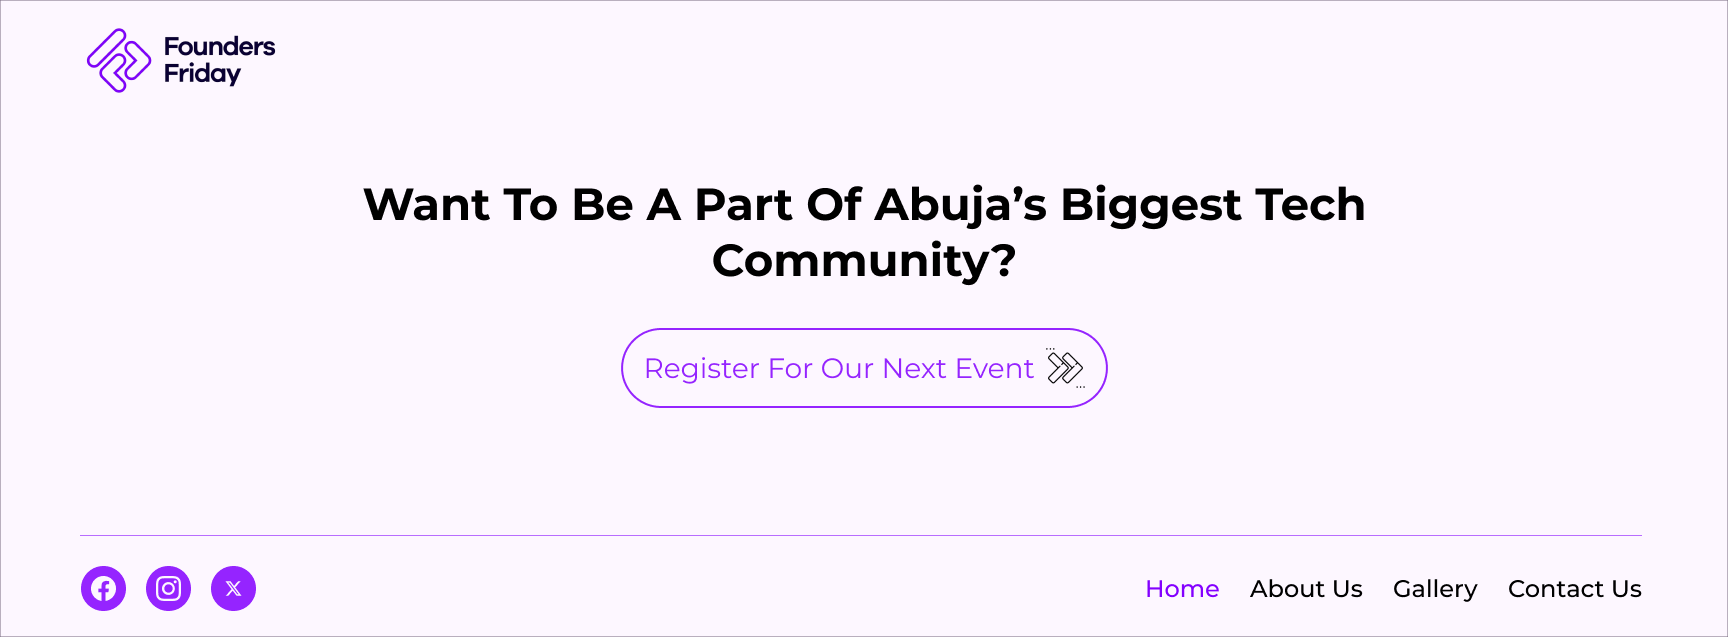 Founders
Friday
Want To Be A Part Of Abuja’s Biggest Tech
Community?
Register For Our Next Event
Home About Us Gallery Contact Us